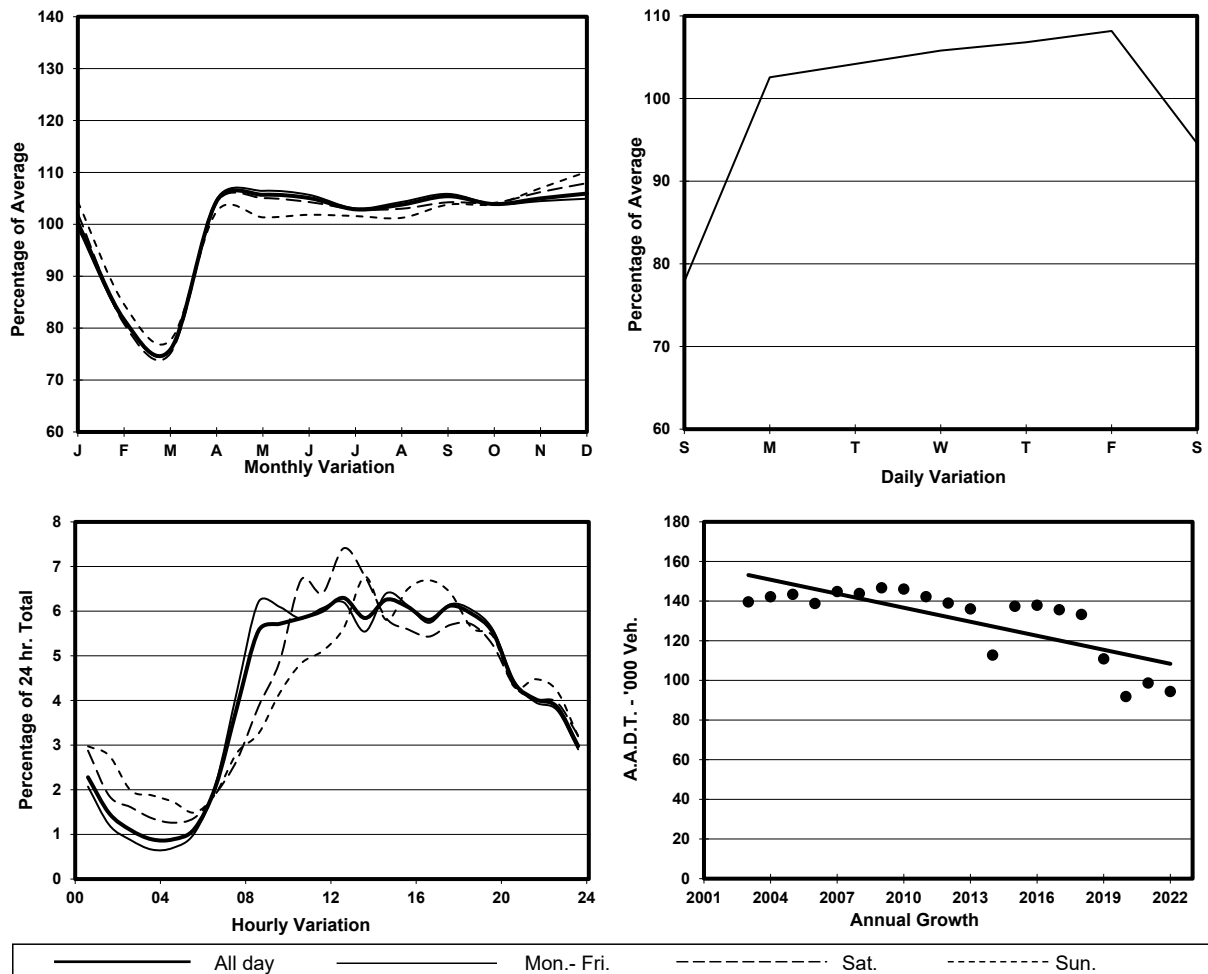 140
130
120
110
100
90
80
70
60
Percentage of Average
J F M A M J J A S O N D
Monthly Variation
110
100
90
80
70
60
Percentage of Average
S M T W T F S
Daily Variation
8
7
6
5
4
3
2
1
0
Percentage of 24 hr. Total
00 04 08 12 16 20 24
Hourly Variation
180
160
140
120
100
80
60
40
20
0
A.A.D.T. - '000 Veh.
2001 2004 2007 2010 2013 2016 2019 2022
Annual Growth
All day Mon.- Fri. Sat. Sun.